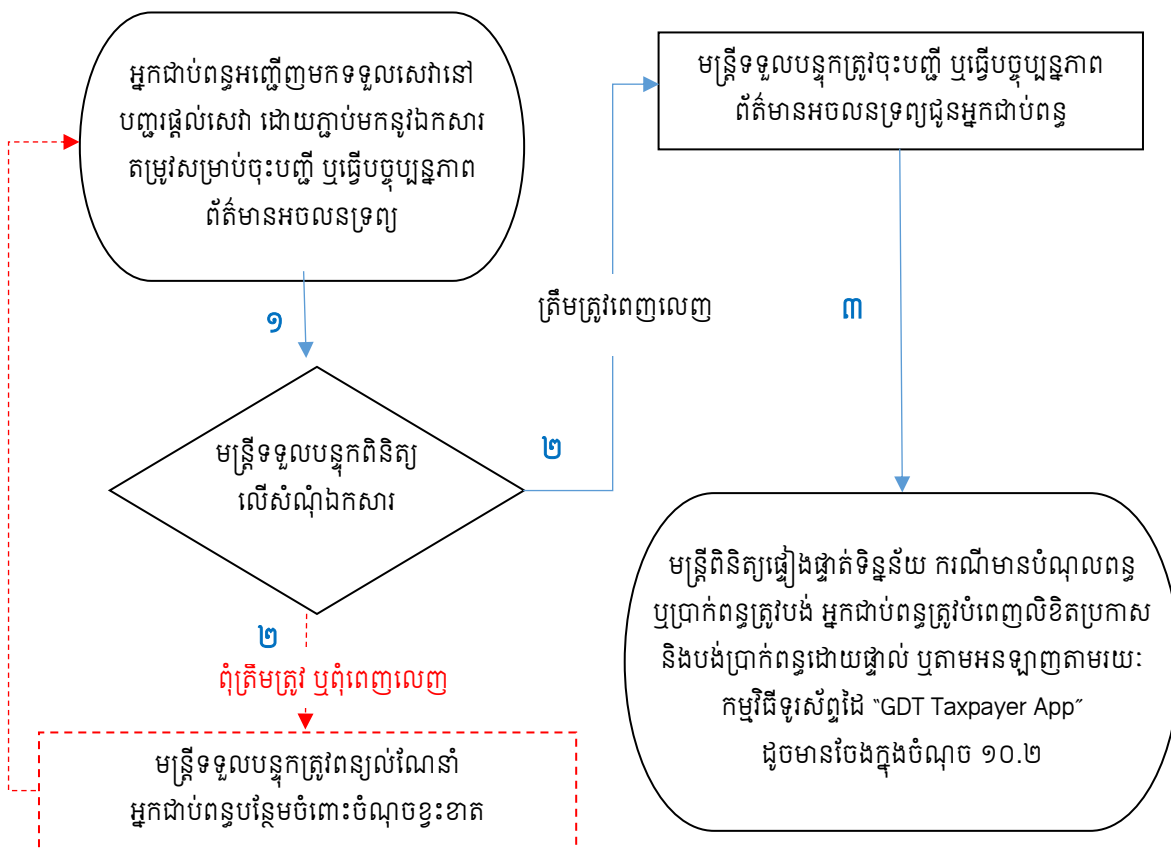 អ្នកជាប់ពន្ធអញ្ជើញមកទទួលសេវានៅ
បញ្ជរផ្តល់សេវា ដោយភ្ជាប់មកនូវឯកសារ
តម្រូវសម្រាប់ចុះបញ្ជី ឬធ្វើបច្ចុប្បន្នភាព
ព័ត៌មានអចលនទ្រព្យ
១
មន្ត្រីទទួលបន្ទុកពិនិត្យ
លើសំណុំឯកសារ
២
ត្រឹមត្រូវពេញលេញ
មន្ត្រីទទួលបន្ទុកត្រូវចុះបញ្ជី ឬធ្វើបច្ចុប្បន្នភាព
ព័ត៌មានអចលនទ្រព្យជូនអ្នកជាប់ពន្ធ
៣
មន្ត្រីពិនិត្យផ្ទៀងផ្ទាត់ទិន្នន័យ ករណីមានបំណុលពន្ធ
ឬប្រាក់ពន្ធត្រូវបង់ អ្នកជាប់ពន្ធត្រូវបំពេញលិខិតប្រកាស
និងបង់ប្រាក់ពន្ធដោយផ្ទាល់ ឬតាមអនឡាញតាមរយៈ
កម្មវិធីទូរស័ព្ទដៃ "GDT Taxpayer App"
ដូចមានចែងក្នុងចំណុច ១០.២
២
ពុំត្រឹមត្រូវ ឬពុំពេញលេញ
មន្ត្រីទទួលបន្ទុកត្រូវពន្យល់ណែនាំ
អ្នកជាប់ពន្ធបន្ថែមចំពោះចំណុចខ្វះខាត